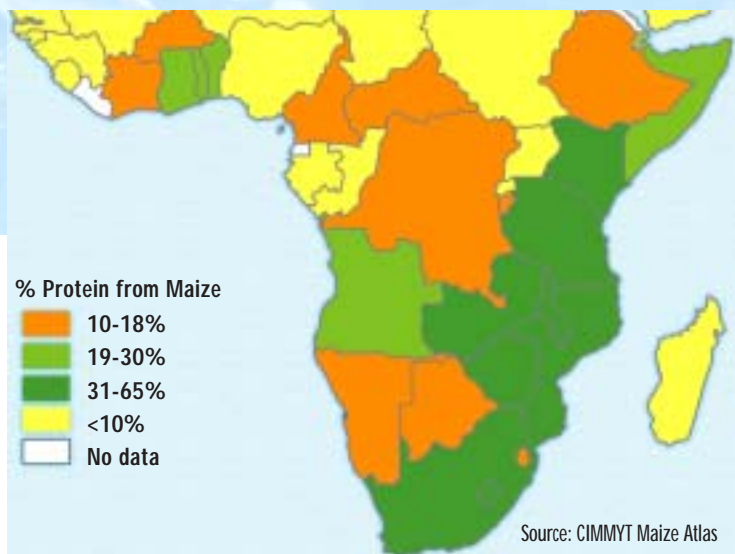 % Protein from Maize
10-18%
19-30%
31-65%
<10%
No data
Source: CIMMYT Maize Atlas